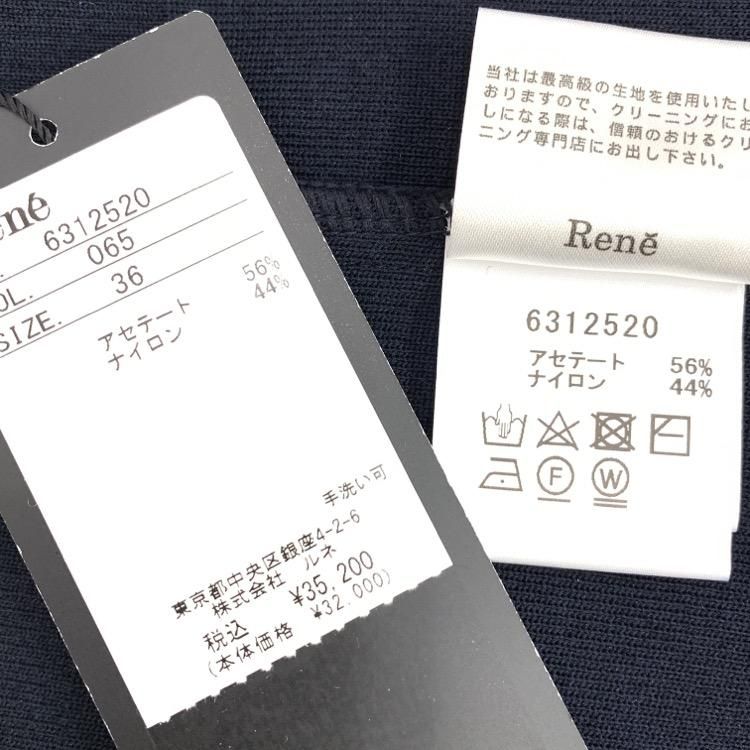 né
6312520
OL. 065
SIZE. 36
アセテート 56%
ナイロン 44%
手洗い可
東京都中央区銀座4-2-6
株式会社 ルネ
税込 ¥35,200
(本体価格 ¥32,000)
当社は最高級の生地を使用いたし
おりますので、クリーニングにお
しになる際は、信頼のおけるクリ
ニング専門店にお出し下さい。
Renĕ
6312520
アセテート 56%
ナイロン 44%
F W